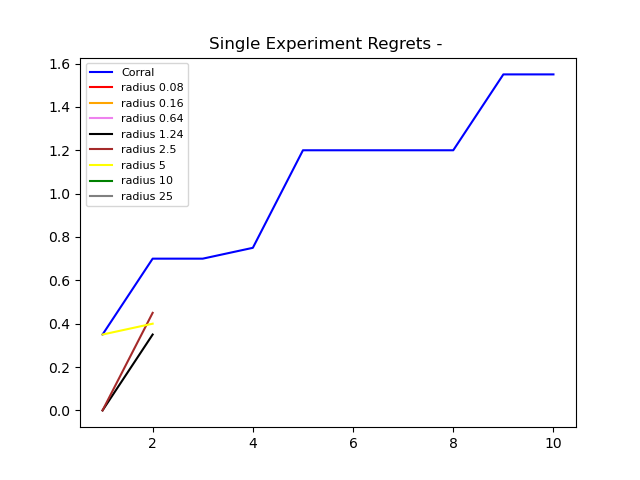 Single Experiment Regrets -
1.6
1.4
1.2
1.0
0.8
0.6
0.4
0.2
0.0
Corral
radius 0.08
radius 0.16
radius 0.64
radius 1.24
radius 2.5
radius 5
radius 10
radius 25
2 4 6 8 10